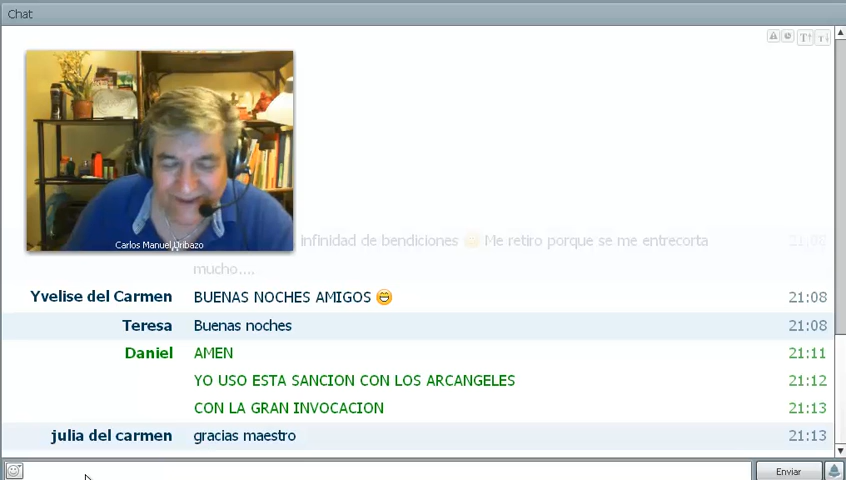 Chat
Carlos Manuel Uribazo
infinidad de bendiciones Me retiro porque se me entrecorta 21:08
mucho....
Yvelise del Carmen BUENAS NOCHES AMIGOS 21:08
Teresa Buenas noches 21:08
Daniel AMEN 21:11
YO USO ESTA SANCION CON LOS ARCANGELES 21:12
CON LA GRAN INVOCACION 21:13
julia del carmen gracias maestro 21:13
Enviar